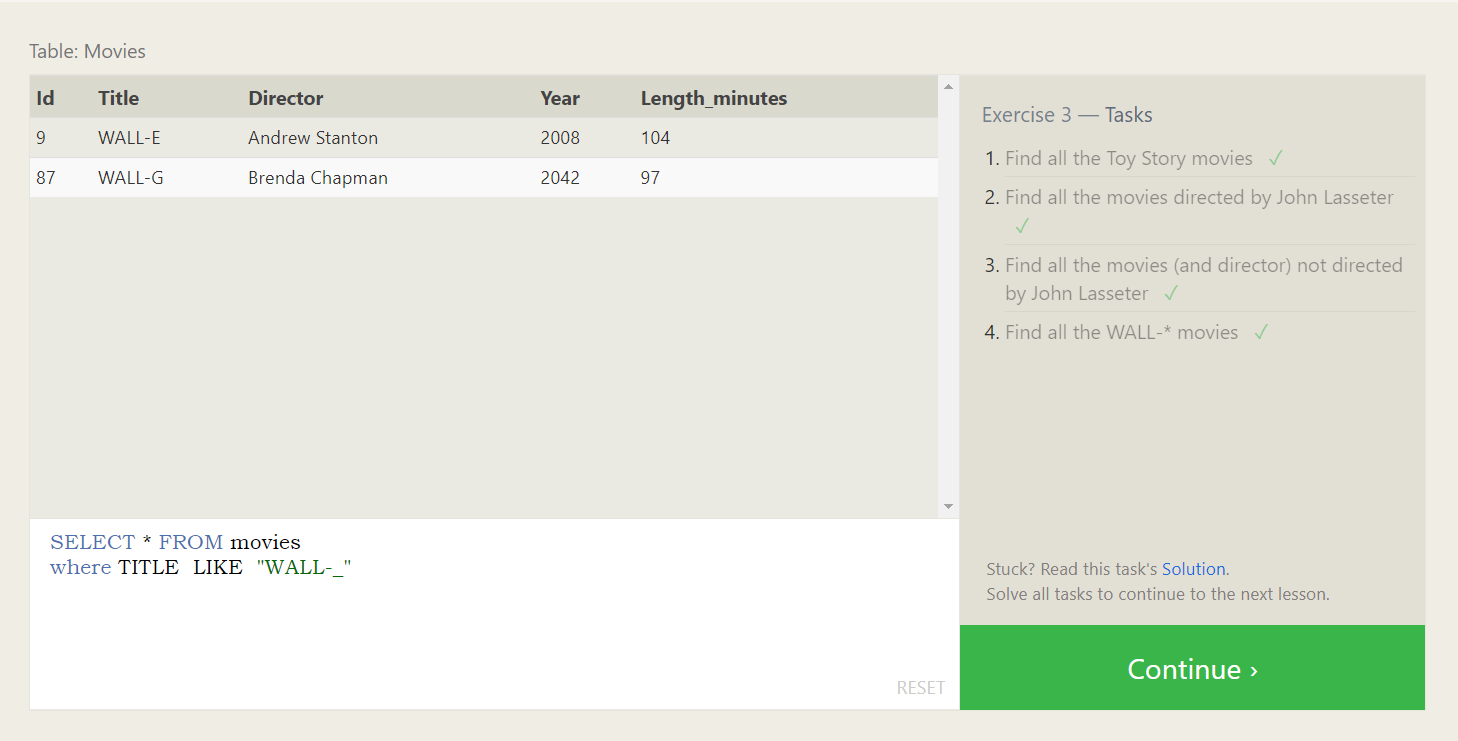 Table: Movies
Id Title Director Year Length_minutes
9 WALL-E Andrew Stanton 2008 104
87 WALL-G Brenda Chapman 2042 97
SELECT * FROM movies
where TITLE LIKE "WALL-_"
RESET
Exercise 3 — Tasks
1. Find all the Toy Story movies ✓
2. Find all the movies directed by John Lasseter
✓
3. Find all the movies (and director) not directed
by John Lasseter ✓
4. Find all the WALL-* movies ✓
Stuck? Read this task's Solution.
Solve all tasks to continue to the next lesson.
Continue ›